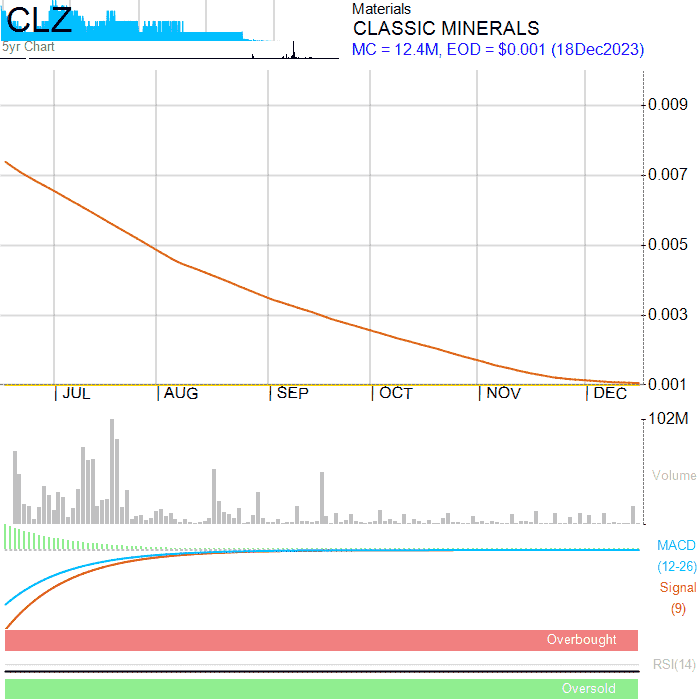 CLZ
5yr Chart
Materials
CLASSIC MINERALS
MC = 12.4M, EOD = $0.001 (18Dec2023)
0.009
0.007
0.005
0.003
0.001
JUL AUG SEP OCT NOV DEC
102M
Volume
MACD
(12-26)
Signal
(9)
Overbought
RSI(14)
Oversold